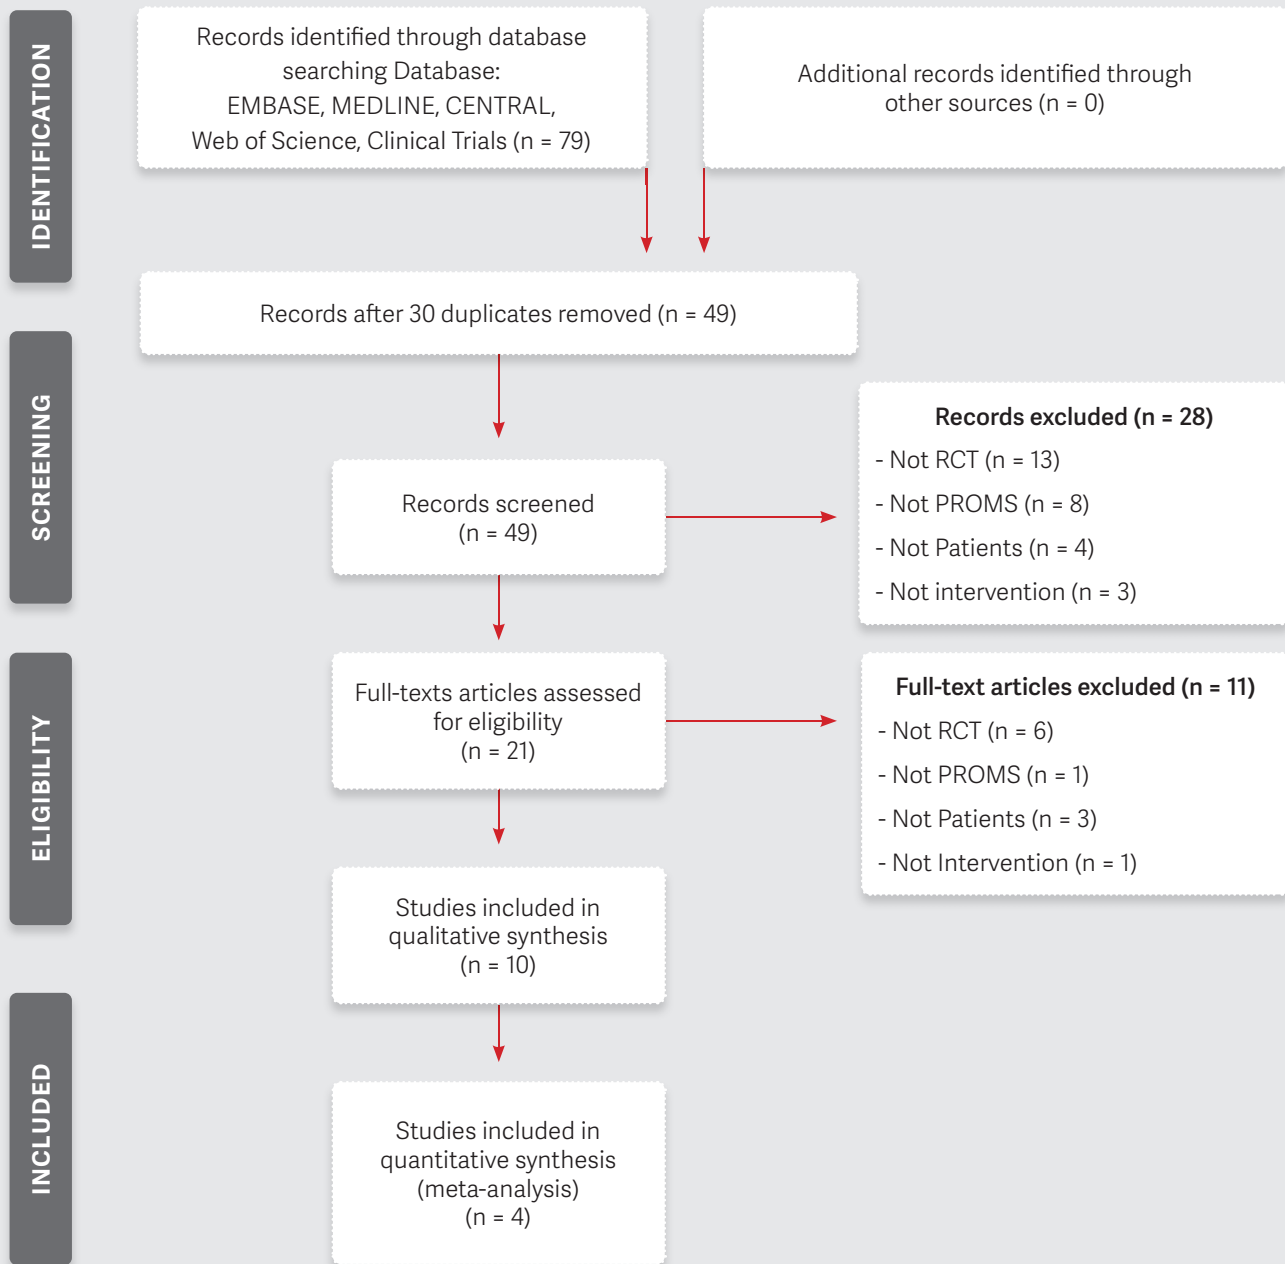 IDENTIFICATION
Records identified through database
searching Database:
EMBASE, MEDLINE, CENTRAL,
Web of Science, Clinical Trials (n = 79)
Additional records identified through
other sources (n = 0)
Records after 30 duplicates removed (n = 49)
SCREENING
Records screened
(n = 49)
Records excluded (n = 28)
- Not RCT (n = 13)
- Not PROMS (n = 8)
- Not Patients (n = 4)
- Not intervention (n = 3)
ELIGIBILITY
Full-texts articles assessed
for eligibility
(n = 21)
Full-text articles excluded (n = 11)
- Not RCT (n = 6)
- Not PROMS (n = 1)
- Not Patients (n = 3)
- Not Intervention (n = 1)
Studies included in
qualitative synthesis
(n = 10)
INCLUDED
Studies included in
quantitative synthesis
(meta-analysis)
(n = 4)